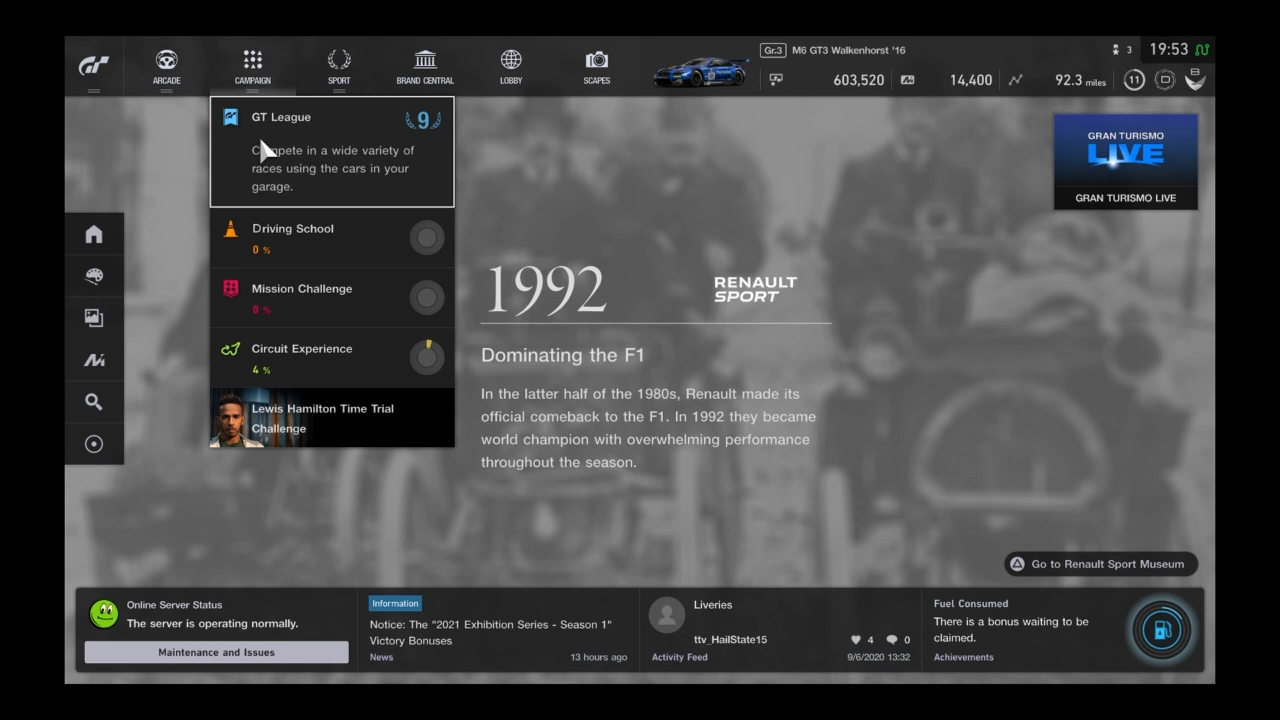 GT
ARCADE
CAMPAIGN
SPORT
BRAND CENTRAL
LOBBY
SCAPES
Gr.3 M6 GT3 Walkenhorst '16
603,520
14,400
92.3 miles
3
19:53
11
D
B
GT League
9
Compete in a wide variety of
races using the cars in your
garage.
Driving School
0 %
Mission Challenge
0 %
Circuit Experience
4 %
Lewis Hamilton Time Trial
Challenge
GRAN TURISMO
LIVE
GRAN TURISMO LIVE
1992
RENAULT
SPORT
Dominating the F1
In the latter half of the 1980s, Renault made its
official comeback to the F1. In 1992 they became
world champion with overwhelming performance
throughout the season.
Go to Renault Sport Museum
Online Server Status
The server is operating normally.
Maintenance and Issues
Information
Notice: The "2021 Exhibition Series - Season 1"
Victory Bonuses
News
13 hours ago
Liveries
ttv_HailState15
4
0
Activity Feed
9/6/2020 13:32
Fuel Consumed
There is a bonus waiting to be
claimed.
Achievements